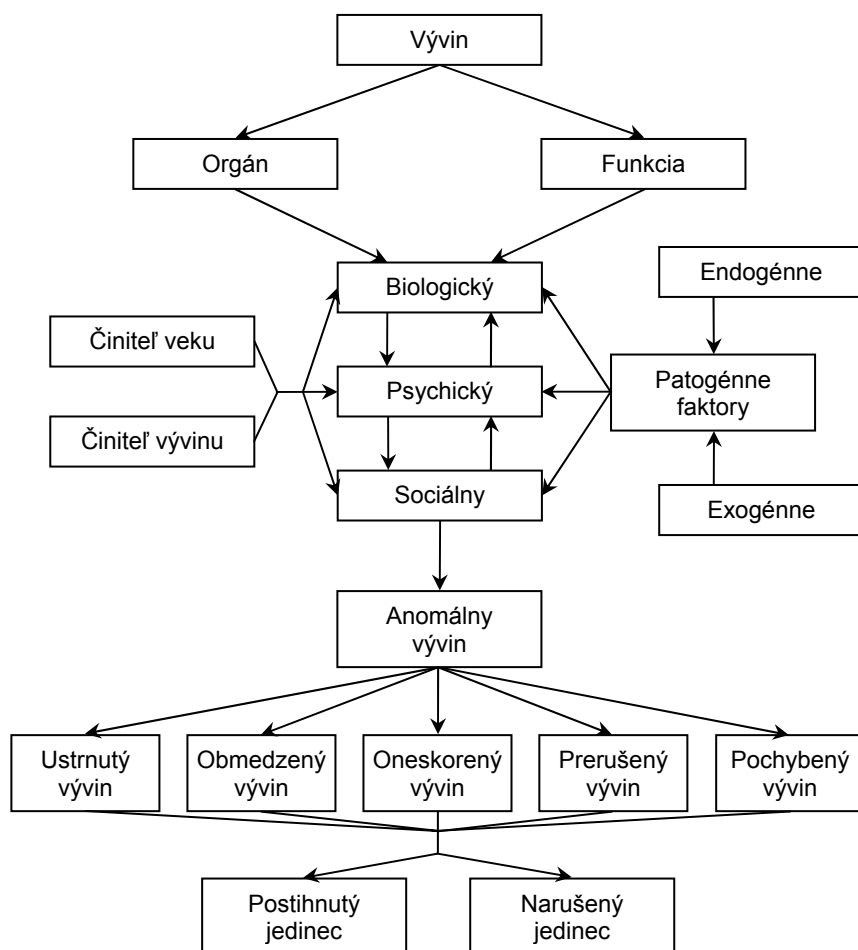 Vývin
Orgán
Funkcia
Biologický
Endogénne
Činiteľ veku
Psychický
Patogénne
faktory
Činiteľ vývinu
Sociálny
Exogénne
Anomálny
vývin
Ustrnutý
vývin
Obmedzený
vývin
Oneskorený
vývin
Prerušený
vývin
Pochybený
vývin
Postihnutý
jedinec
Narušený
jedinec